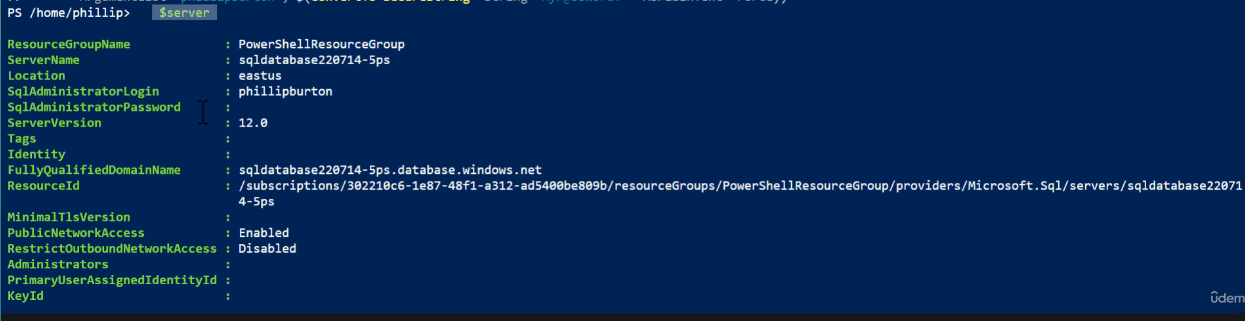 PS /home/phillip> $server
ResourceGroupName : PowerShellResourceGroup
ServerName : sqldatabase220714-5ps
Location : eastus
SqlAdministratorLogin : phillipburton
SqlAdministratorPassword :
ServerVersion : 12.0
Tags :
Identity :
FullyQualifiedDomainName : sqldatabase220714-5ps.database.windows.net
ResourceId : /subscriptions/302210c6-1e87-48f1-a312-ad5400be809b/resourceGroups/PowerShellResourceGroup/providers/Microsoft.Sql/servers/sqldatabase22071
4-5ps
MinimalTlsVersion :
PublicNetworkAccess : Enabled
RestrictOutboundNetworkAccess : Disabled
Administrators :
PrimaryUserAssignedIdentityId :
KeyId :
ûdem